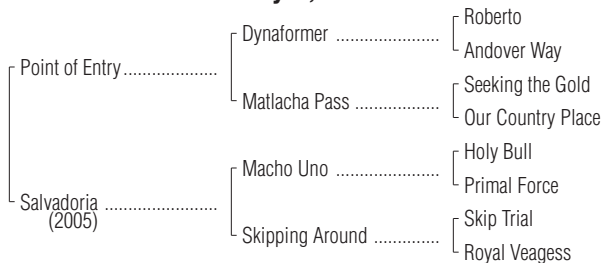 Roberto
Dynaformer ....................
Andover Way
Point of Entry ..................
Seeking the Gold
Matlacha Pass ................
Our Country Place
Holy Bull
Macho Uno ....................
Primal Force
Salvadoria ......................
(2005)
Skip Trial
Skipping Around .............
Royal Veagess